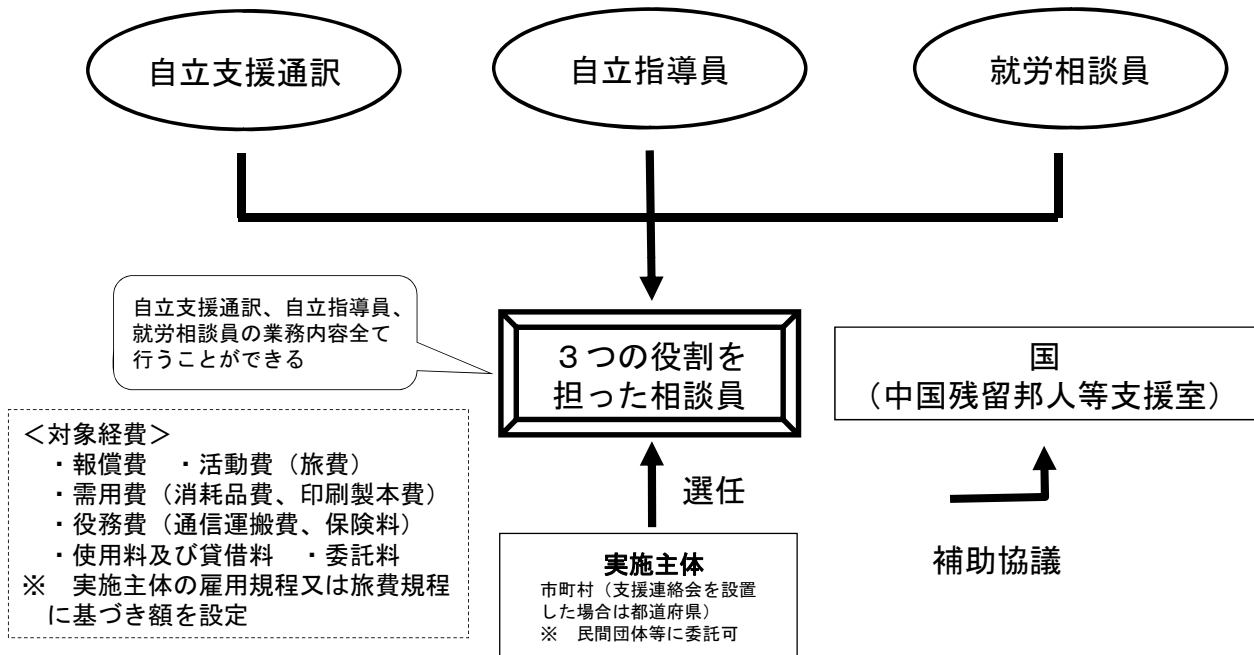 自立支援通訳
自立指導員
就労相談員
自立支援通訳、自立指導員、
就労相談員の業務内容全て
行うことができる
３つの役割を
担った相談員
国
（中国残留邦人等支援室）
＜対象経費＞
・報償費　・活動費（旅費）
・需用費（消耗品費、印刷製本費）
・役務費（通信運搬費、保険料）
・使用料及び貸借料　・委託料
※　実施主体の雇用規程又は旅費規程
に基づき額を設定
選任
実施主体
市町村（支援連絡会を設置
した場合は都道府県）
※　民間団体等に委託可
補助協議